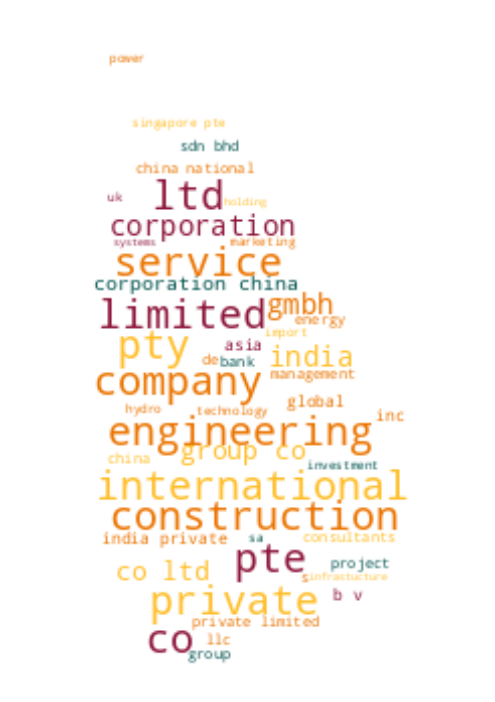 power
singapore pte
sdn bhd
china national
uk ltd holding
corporation
systems marketing
service
corporation china
limited gmbh
energy
pty import
asia india
de bank
company management
hydro technology global
inc
engineering
china group co
investment
international
construction
india private sa consultants
pte project
co ltd s infrastucture
private b v
private limited
co llc
group